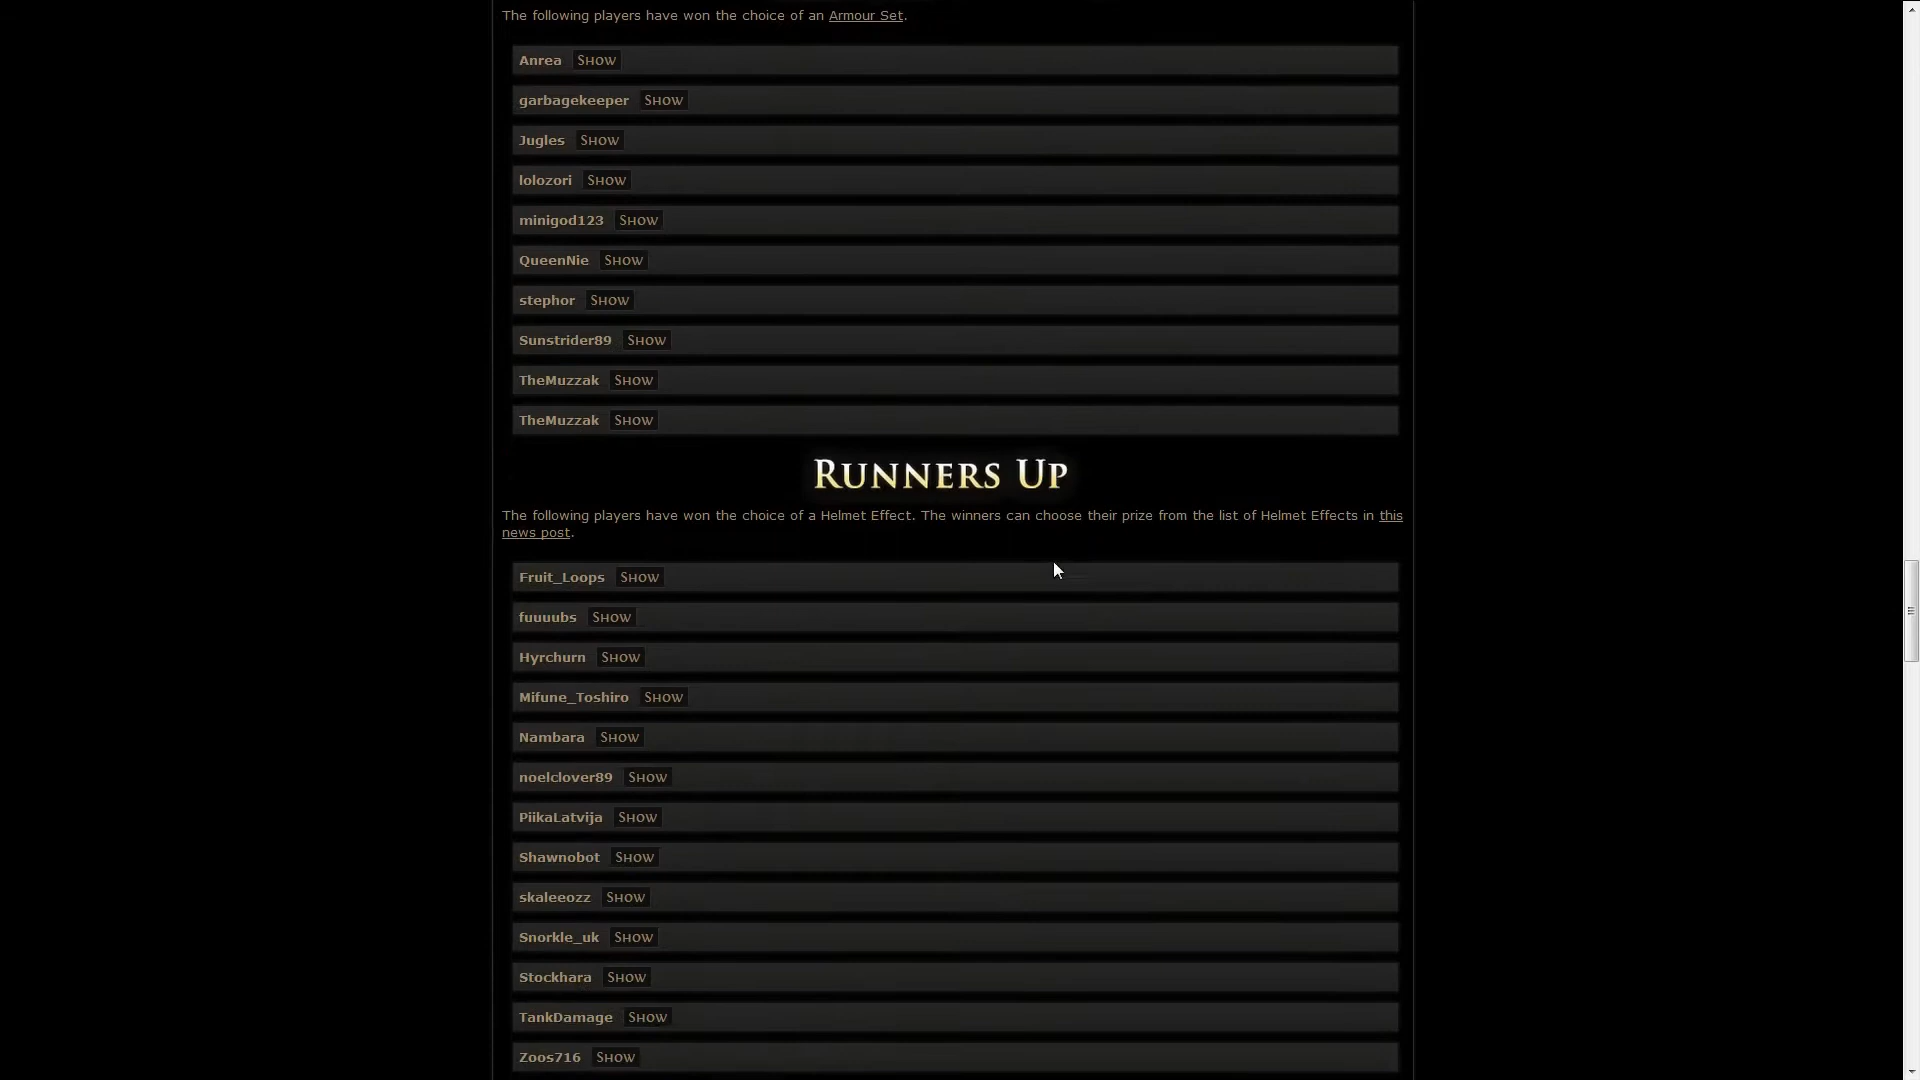 The following players have won the choice of an Armour Set.
Anrea Show
garbagekeeper Show
Jugles Show
lolozori Show
minigod123 Show
QueenNie Show
stephor Show
Sunstrider89 Show
TheMuzzak Show
TheMuzzak Show
Runners Up
The following players have won the choice of a Helmet Effect. The winners can choose their prize from the list of Helmet Effects in this
news post.
Fruit_Loops Show
fuuuubs Show
Hyrchurn Show
Mifune_Toshiro Show
Nambara Show
noelclover89 Show
PiikaLatvija Show
Shawnobot Show
skaleeozz Show
Snorkle_uk Show
Stockhara Show
TankDamage Show
Zoos716 Show